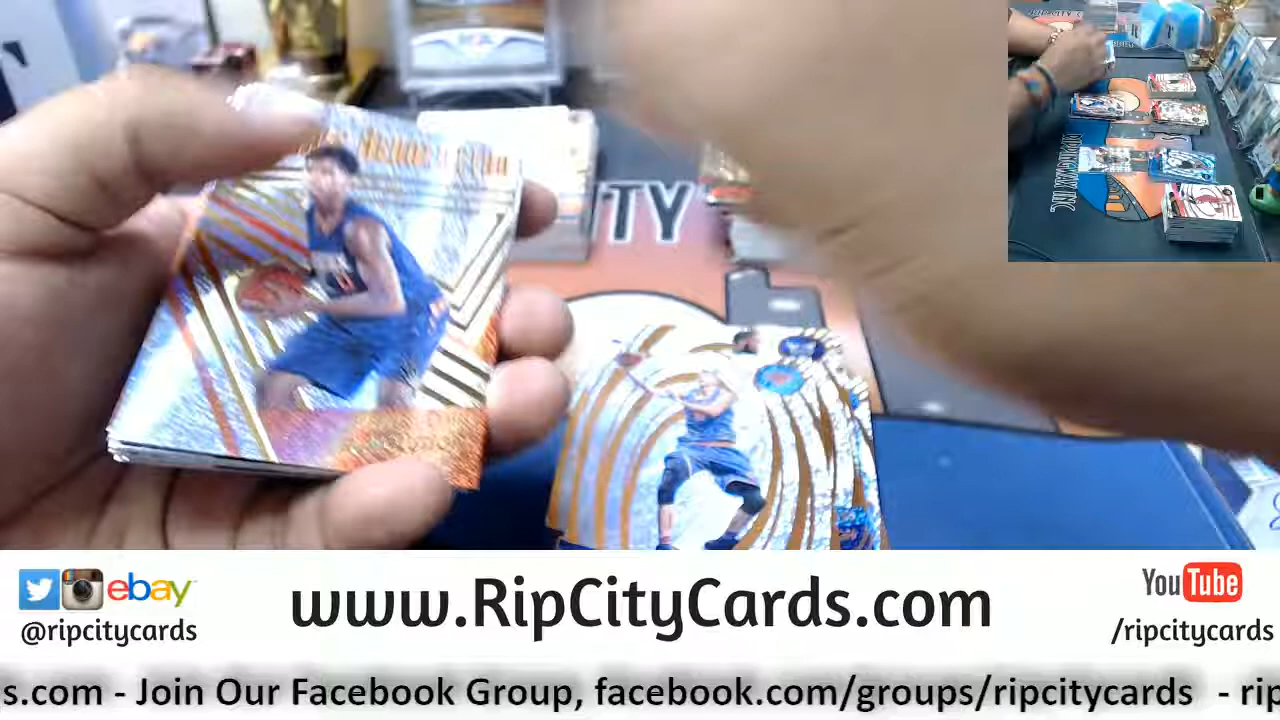 TY
ebay
@ripcitycards
www.RipCityCards.com
YouTube
/ripcitycards
s.com - Join Our Facebook Group, facebook.com/groups/ripcitycards - rip